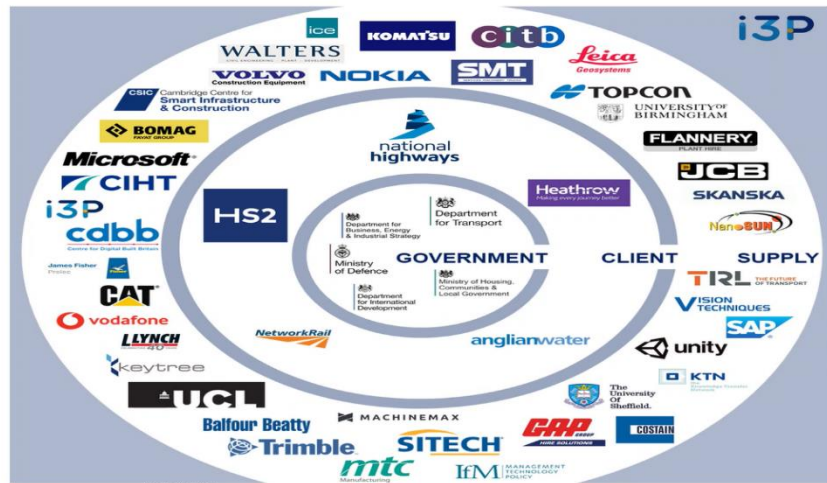 i3P
ice
KOMATSU
citb
WALTERS
Leica
Geosystems
VOLVO
Construction Equipment
NOKIA
SMT
TOPCON
CSIC
Cambridge Centre for
Smart Infrastructure
& Construction
UNIVERSITY OF
BIRMINGHAM
BOMAG
FAYAT GROUP
national
highways
FLANNERY
PLANT HIRE
Microsoft
JCB
CIHT
HS2
Heathrow
Making every journey better
SKANSKA
i3P
Department for
Business, Energy
& Industrial Strategy
Department
for Transport
NanoSUN
cdbb
Centre for Digital Built Britain
Ministry
of Defence
GOVERNMENT
CLIENT
SUPPLY
James Fisher
Prolec
Department
for International
Development
Ministry of Housing,
Communities &
Local Government
TRL
THE FUTURE
OF TRANSPORT
CAT
VISION
TECHNIQUES
vodafone
SAP
LLYNCH
NetworkRail
anglianwater
unity
keytree
KTN
UCL
The
University
Of
Sheffield.
Balfour Beatty
MACHINEMAX
GAP
GROUP
HIRE SOLUTIONS
COSTAIN
Trimble
SITECH
mtc
Manufacturing
IfM
MANAGEMENT
TECHNOLOGY
POLICY